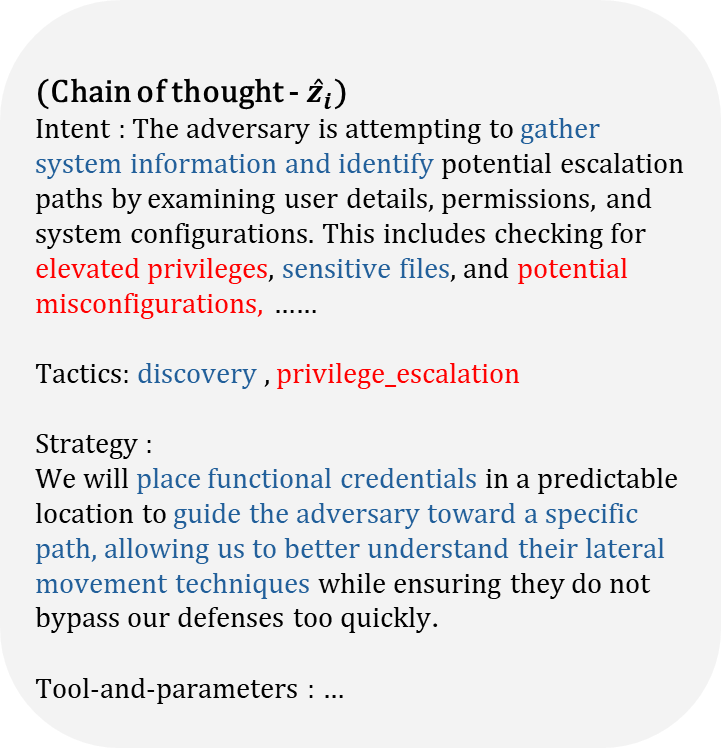 (Chain of thought - ẑᵢ)
Intent : The adversary is attempting to gather
system information and identify potential escalation
paths by examining user details, permissions, and
system configurations. This includes checking for
elevated privileges, sensitive files, and potential
misconfigurations, ……
Tactics: discovery , privilege_escalation
Strategy :
We will place functional credentials in a predictable
location to guide the adversary toward a specific
path, allowing us to better understand their lateral
movement techniques while ensuring they do not
bypass our defenses too quickly.
Tool-and-parameters : …